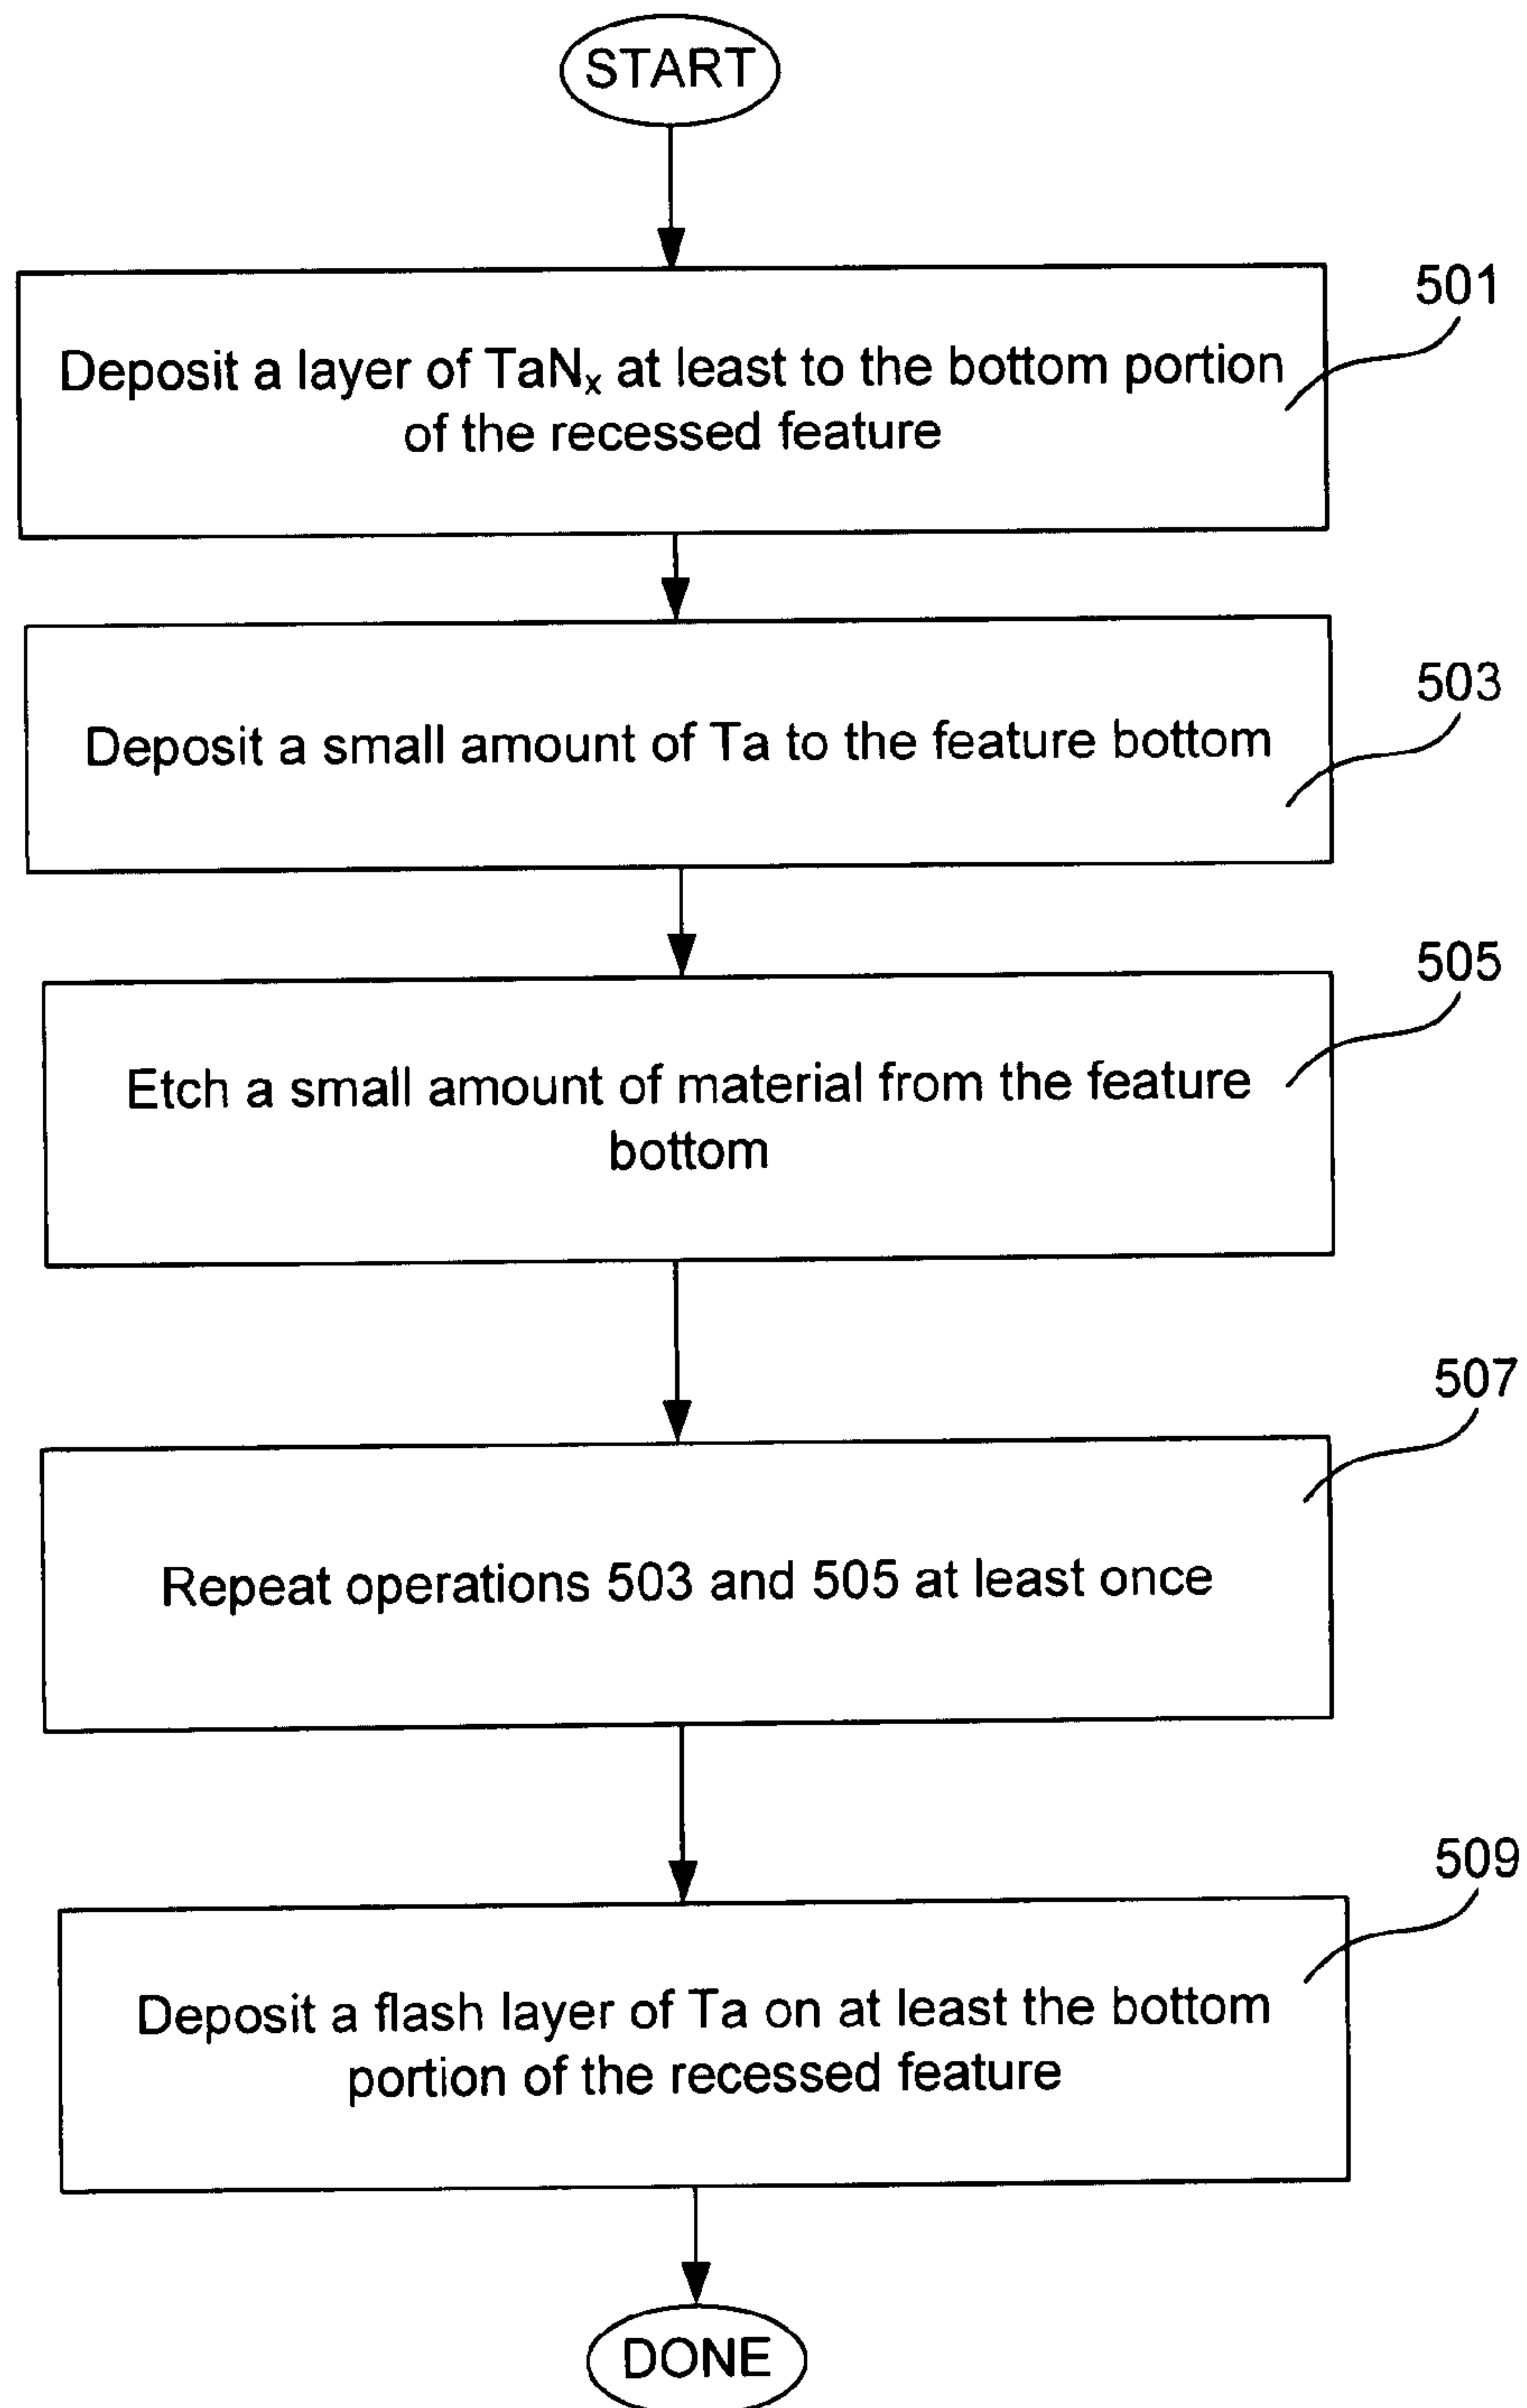 START
501
Deposit a layer of TaNₓ at least to the bottom portion
of the recessed feature
503
Deposit a small amount of Ta to the feature bottom
505
Etch a small amount of material from the feature
bottom
507
Repeat operations 503 and 505 at least once
509
Deposit a flash layer of Ta on at least the bottom
portion of the recessed feature
DONE